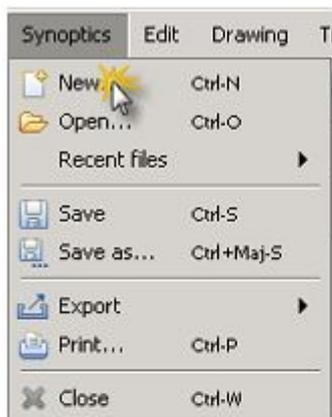 Synoptics Edit Drawing T
New Ctrl-N
Open... Ctrl-O
Recent files
Save Ctrl-S
Save as... Ctrl+Maj-S
Export
Print... Ctrl-P
Close Ctrl-W